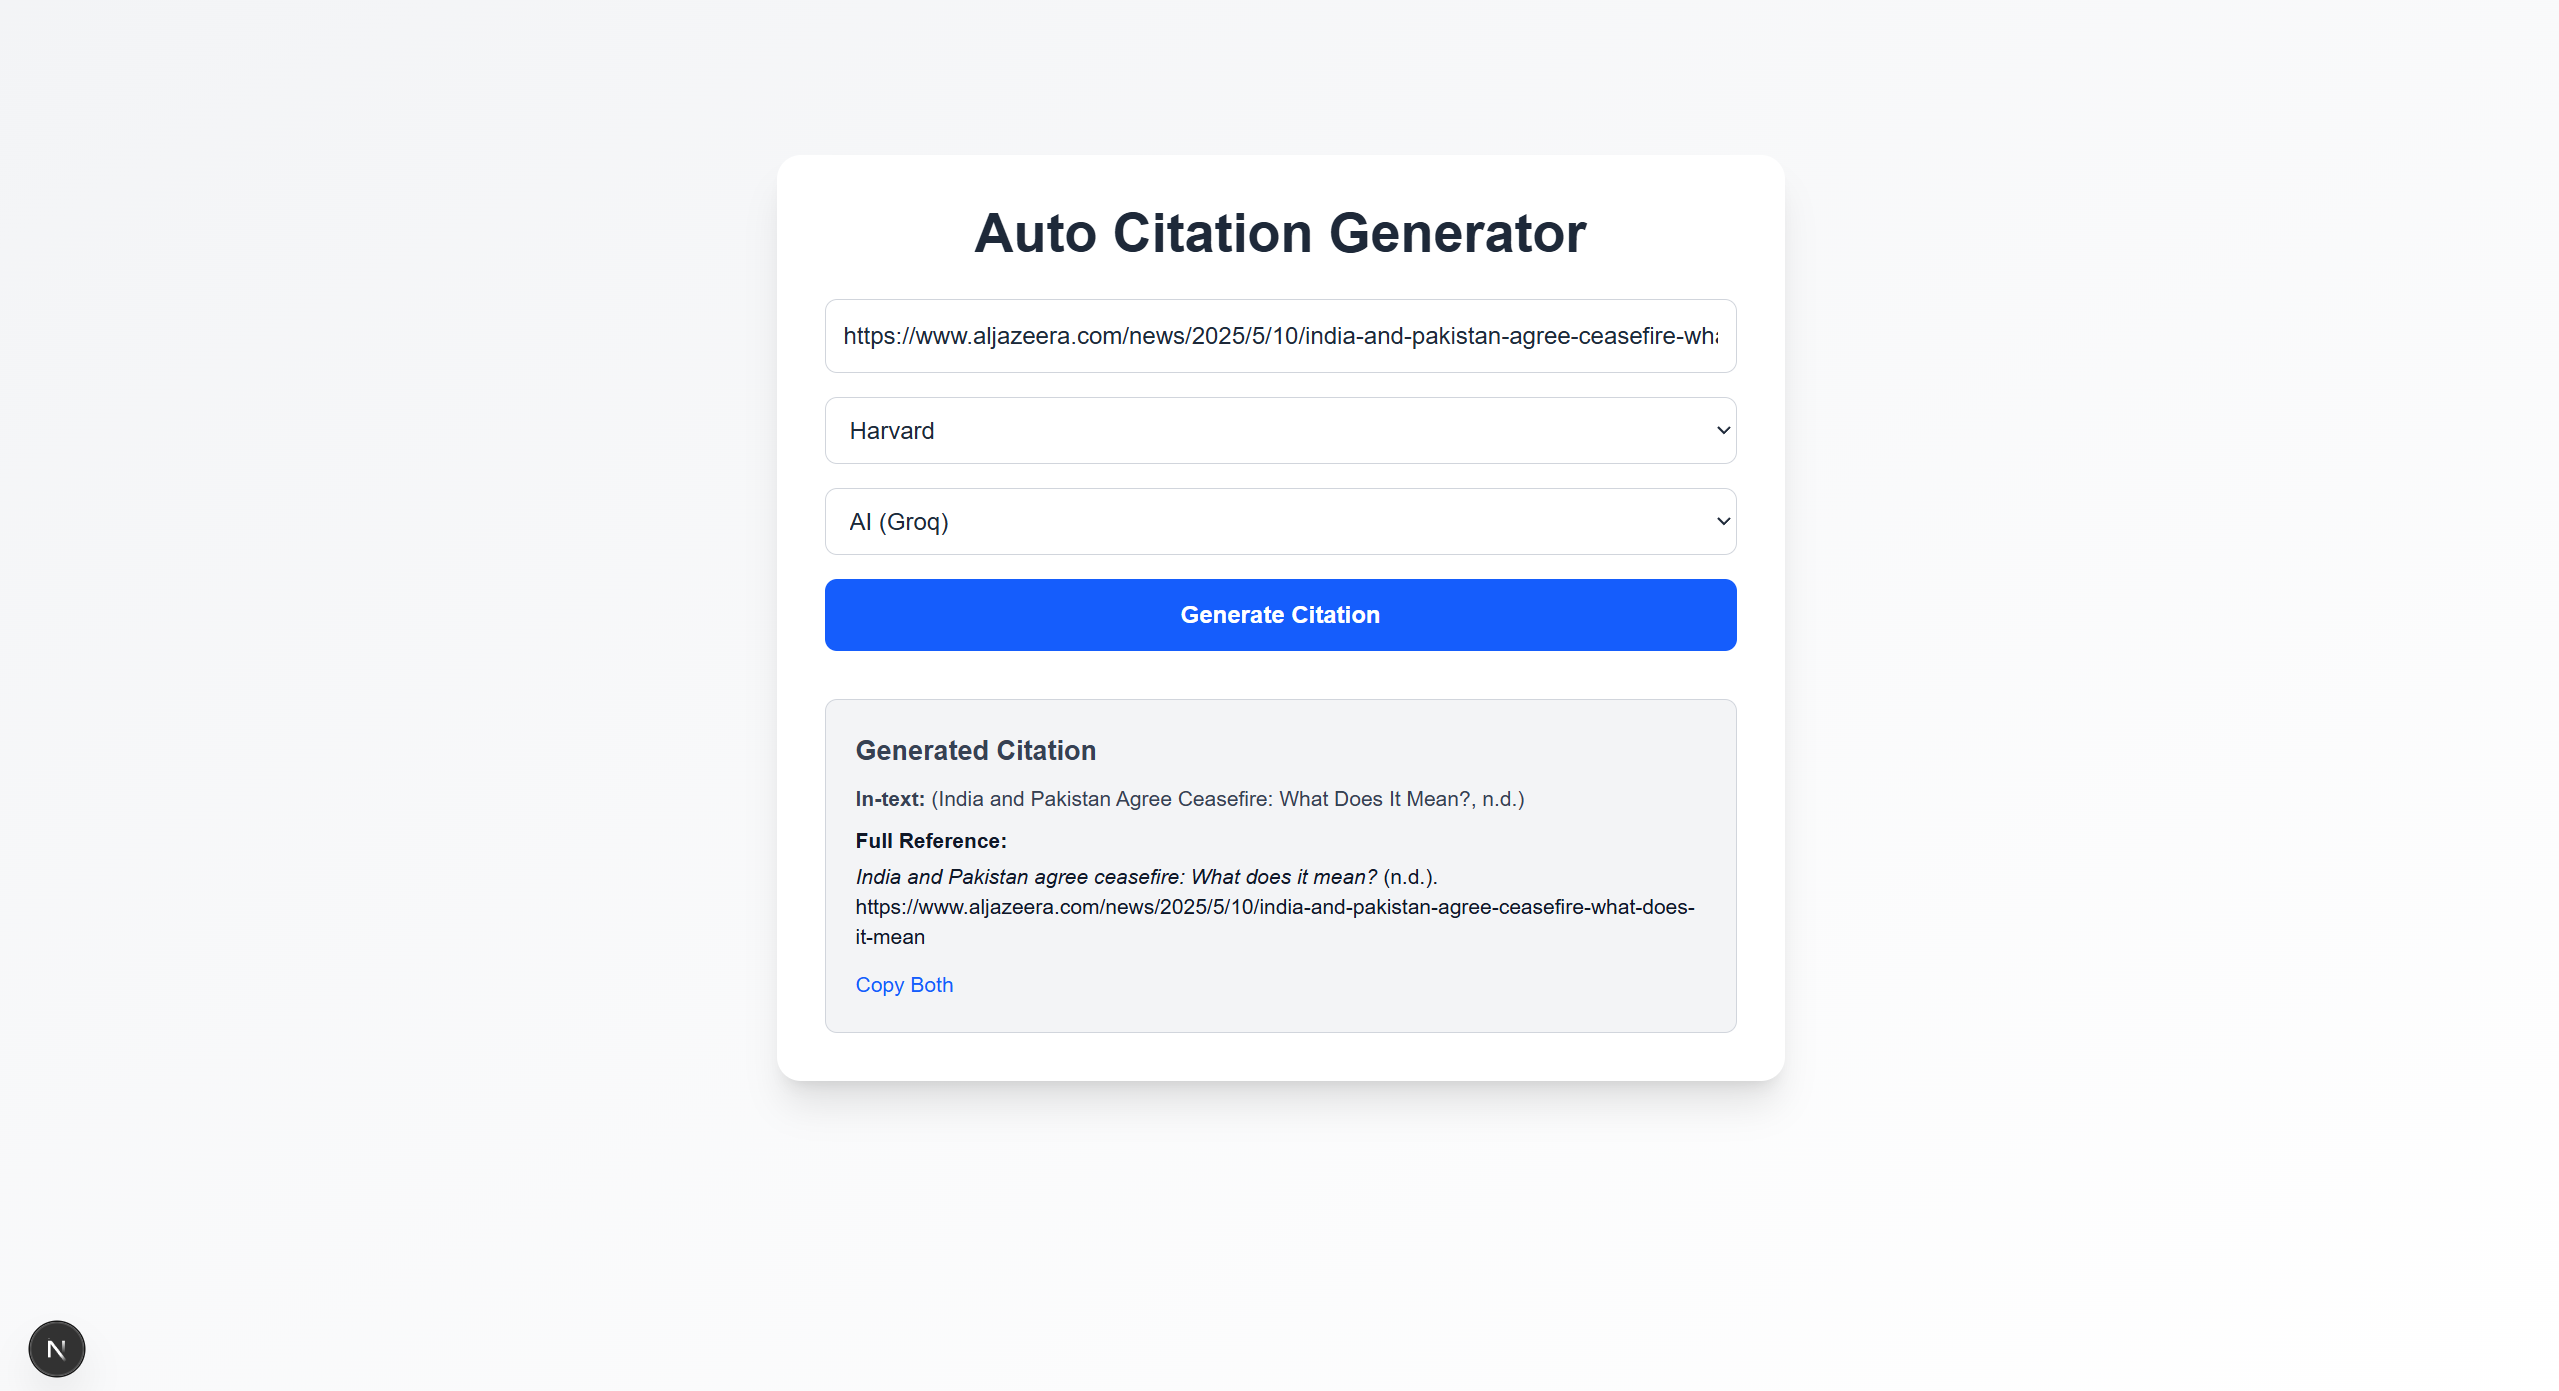 Auto Citation Generator
https://www.aljazeera.com/news/2025/5/10/india-and-pakistan-agree-ceasefire-wha
Harvard
AI (Groq)
Generate Citation
Generated Citation
In-text: (India and Pakistan Agree Ceasefire: What Does It Mean?, n.d.)
Full Reference:
India and Pakistan agree ceasefire: What does it mean? (n.d.).
https://www.aljazeera.com/news/2025/5/10/india-and-pakistan-agree-ceasefire-what-does-
it-mean
Copy Both
N